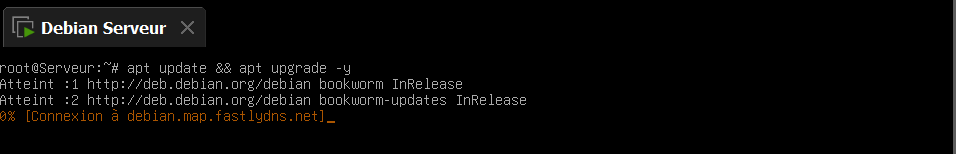 Debian Serveur
root@Serveur:~# apt update && apt upgrade -y
Atteint :1 http://deb.debian.org/debian bookworm InRelease
Atteint :2 http://deb.debian.org/debian bookworm-updates InRelease
0% [Connexion à debian.map.fastlydns.net]_